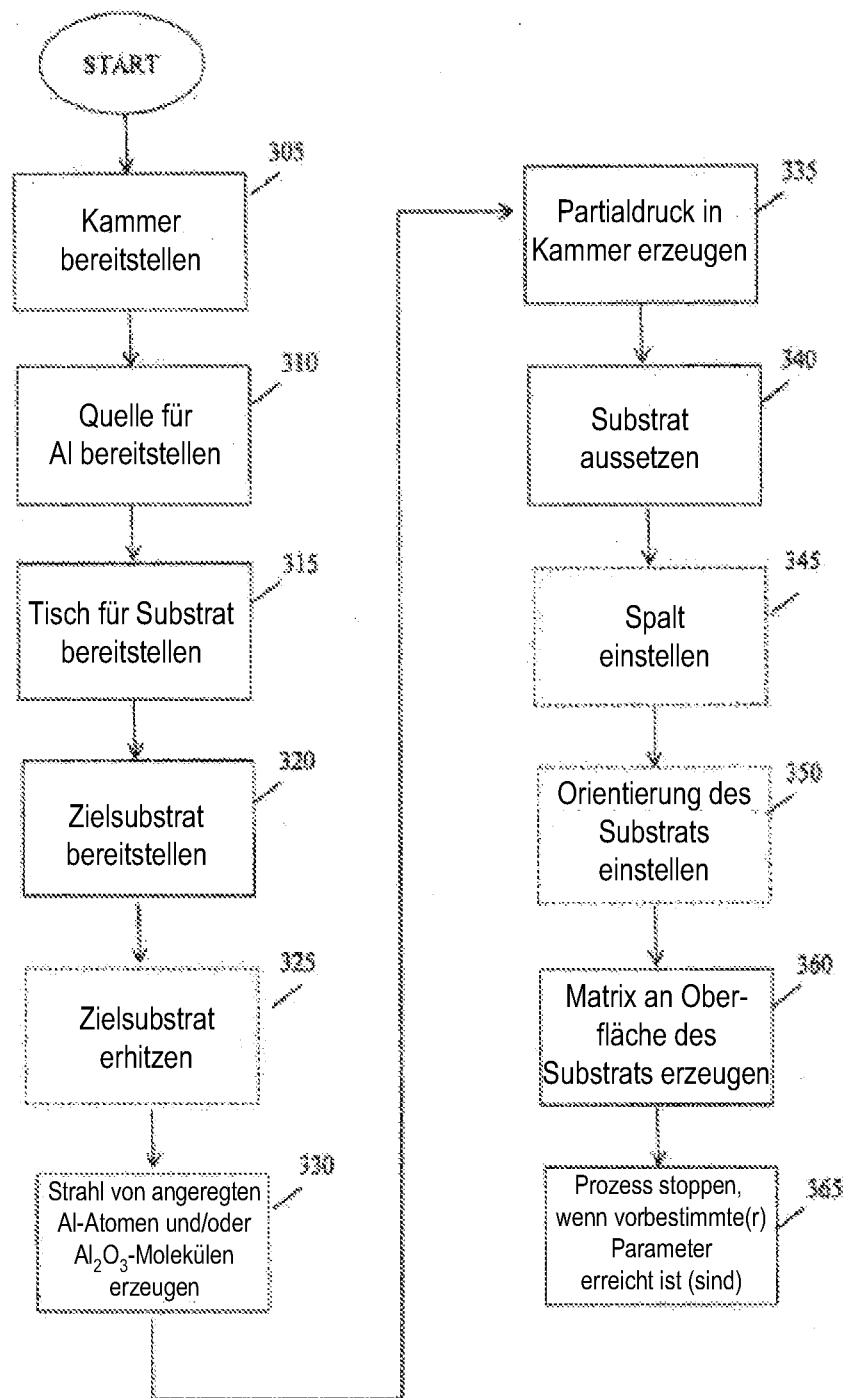 START
305
Kammer
bereitstellen
310
Quelle für
Al bereitstellen
315
Tisch für Substrat
bereitstellen
320
Zielsubstrat
bereitstellen
325
Zielsubstrat
erhitzen
330
Strahl von angeregten
Al-Atomen und/oder
Al₂O₃-Molekülen
erzeugen
335
Partialdruck in
Kammer erzeugen
340
Substrat
aussetzen
345
Spalt
einstellen
350
Orientierung des
Substrats
einstellen
360
Matrix an Ober-
fläche des
Substrats erzeugen
365
Prozess stoppen,
wenn vorbestimmte(r)
Parameter
erreicht ist (sind)